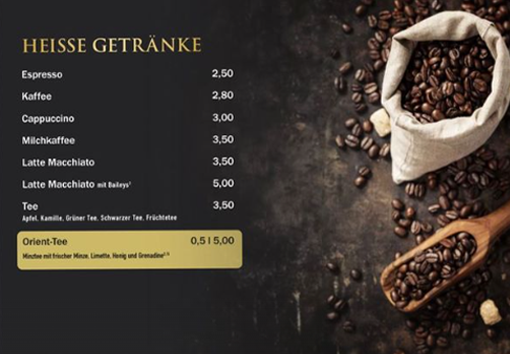 HEISSE GETRÄNKE
Espresso 2,50
Kaffee 2,80
Cappuccino 3,00
Milchkaffee 3,50
Latte Macchiato 3,50
Latte Macchiato mit Baileys¹ 5,00
Tee 3,50
Apfel, Kamille, Grüner Tee, Schwarzer Tee, Früchtetee
Orient-Tee 0,5 l 5,00
Minztee mit frischer Minze, Limette, Honig und Grenadine